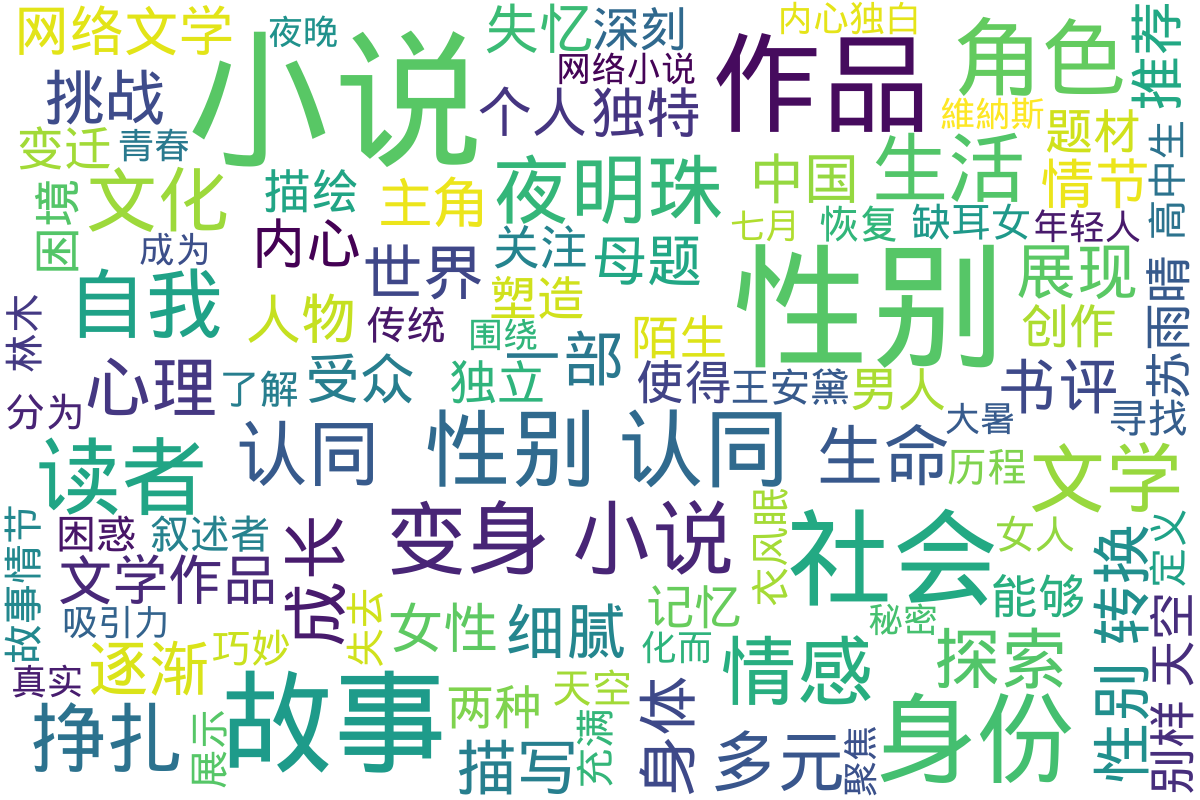 网络文学
夜晚
失忆
深刻
内心独白
角色
推荐
小说
作品
挑战
网络小说
个人
独特
維納斯
变迁
青春
题材
高中生
困境
文化
描绘
主角
夜明珠
中国
生活
情节
成为
内心
世界
关注
母题
七月
恢复
缺耳女
年轻人
自我
人物
传统
塑造
性别
展现
苏雨晴
林木
围绕
一部
陌生
创作
分为
心理
了解
受众
独立
使得
王安黛
男人
书评
大暑
寻找
读者
认同
性别 认同
生命
历程
文学
故事情节
困惑
叙述者
成长
变身 小说
衣风眠
社会
女人
定义
文学作品
性别 转换
吸引力
失去
女性
细腻
记忆
秘密
能够
天空
真实
逐渐
巧妙
化而
情感
探索
挣扎
展示
故事
两种
天空
充满
身体
多元
聚焦
身份
别样
描写